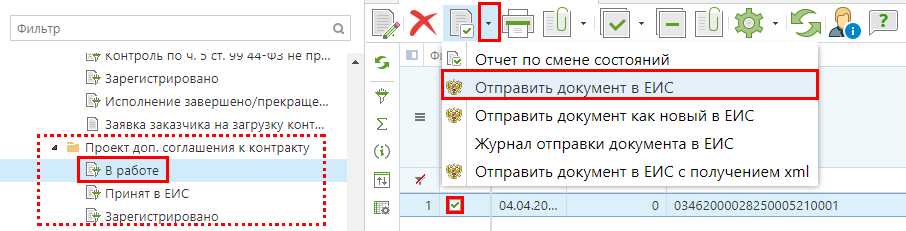 Фильтр
Контроль по ч. 5 ст. 99 44-ФЗ не пр...
Зарегистрировано
Исполнение завершено/прекраще...
Заявка заказчика на загрузку конт...
Проект доп. соглашения к контракту
В работе
Принят в ЕИС
Зарегистрировано
Отчет по смене состояний
Отправить документ в ЕИС
Отправить документ как новый в ЕИС
Журнал отправки документа в ЕИС
Отправить документ в ЕИС с получением xml
1 04.04.20... 0 03462000028250005210001